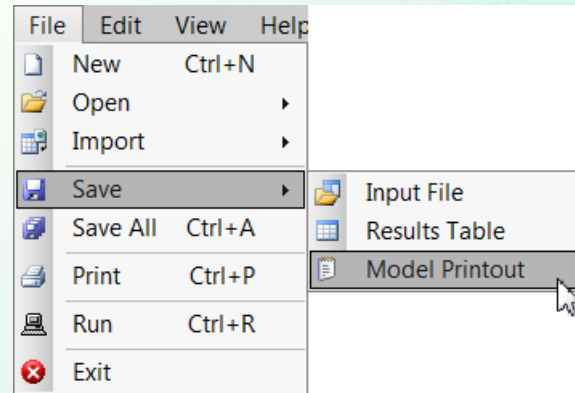 File Edit View Help
New Ctrl+N
Open
Import
Save
Input File
Save All Ctrl+A
Results Table
Print Ctrl+P
Model Printout
Run Ctrl+R
Exit